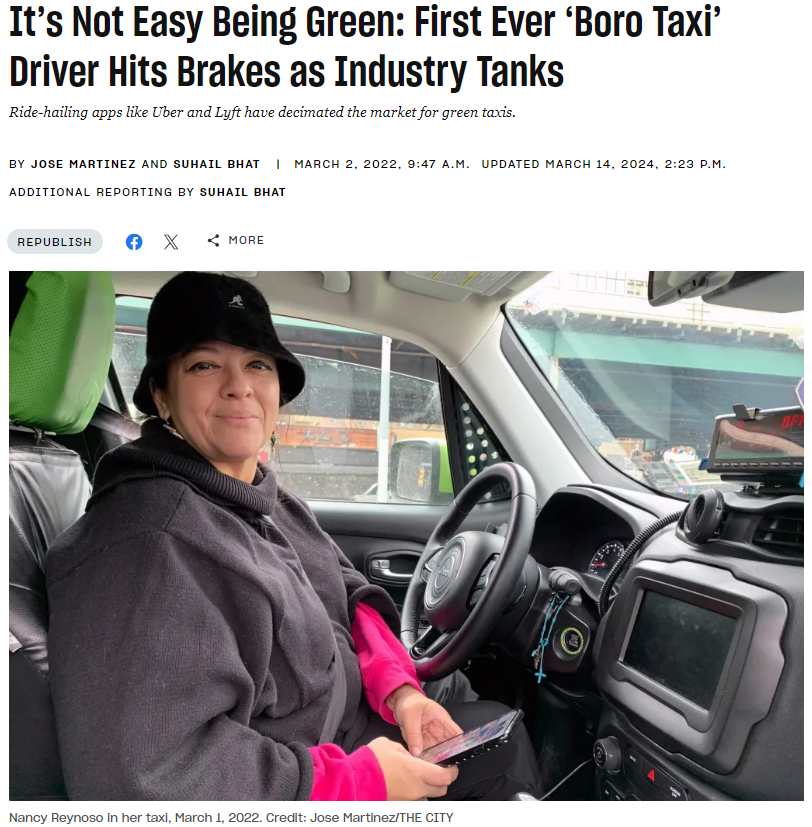 It’s Not Easy Being Green: First Ever ‘Boro Taxi’
Driver Hits Brakes as Industry Tanks
Ride-hailing apps like Uber and Lyft have decimated the market for green taxis.
BY JOSE MARTINEZ AND SUHAIL BHAT | MARCH 2, 2022, 9:47 A.M. UPDATED MARCH 14, 2024, 2:23 P.M.
ADDITIONAL REPORTING BY SUHAIL BHAT
REPUBLISH MORE
Nancy Reynoso in her taxi, March 1, 2022. Credit: Jose Martinez/THE CITY